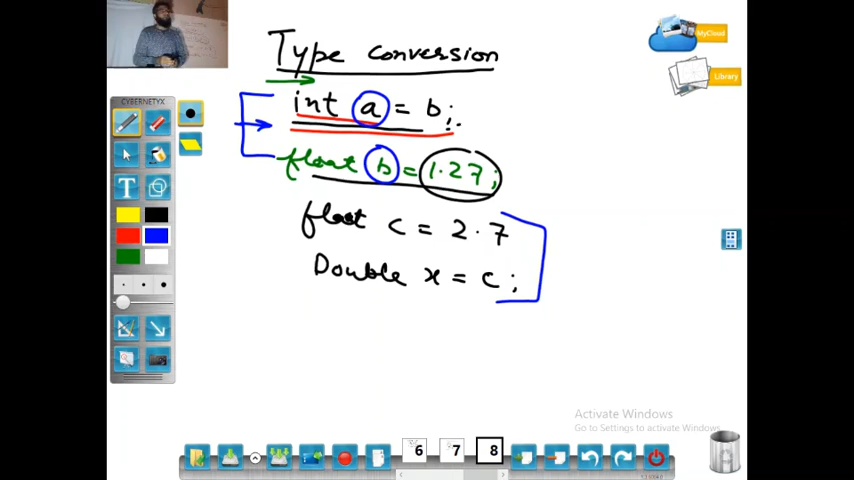 Type conversion
int a = b;
float b = 1.27;
float c = 2.7
Double x = c;
MyCloud
Library
CYBERNETYX
T
Activate Windows
Go to Settings to activate Windows.
6 7 8